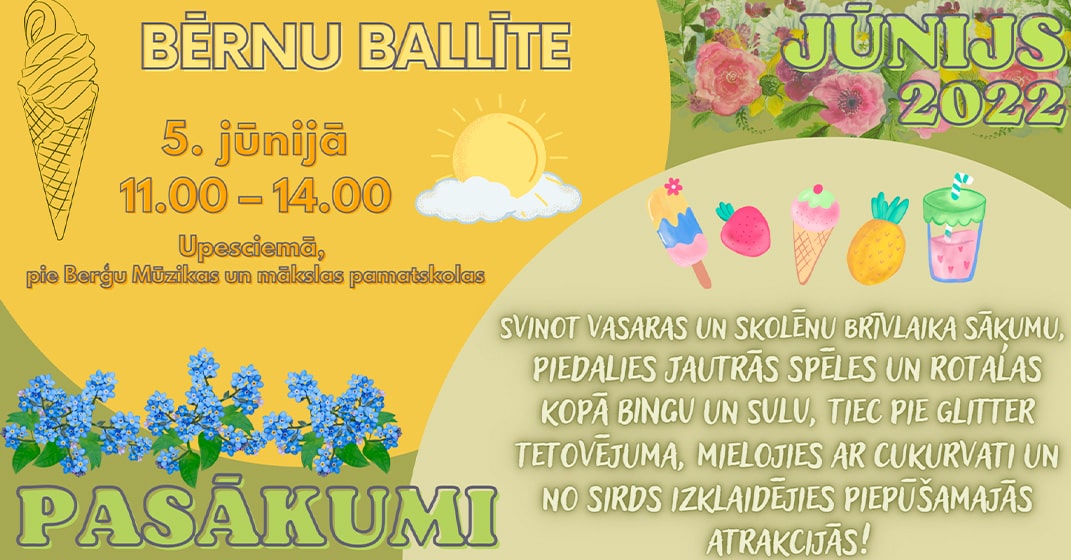 BĒRNU BALLĪTE
5. jūnijā
11.00 – 14.00
Upesciemā,
pie Berģu Mūzikas un mākslas pamatskolas
JŪNIJS
2022
SVINOT VASARAS UN SKOLĒNU BRĪVLAIKA SĀKUMU,
PIEDALIES JAUTRĀS SPĒLES UN ROTAĻAS
KOPĀ BINGU UN SULU, TIEC PIE GLITTER
TETOVĒJUMA, MIELOJIES AR CUKURVATI UN
NO SIRDS IZKLAIDĒJIES PIEPŪŠAMAJĀS
ATRAKCIJĀS!
PASĀKUMI